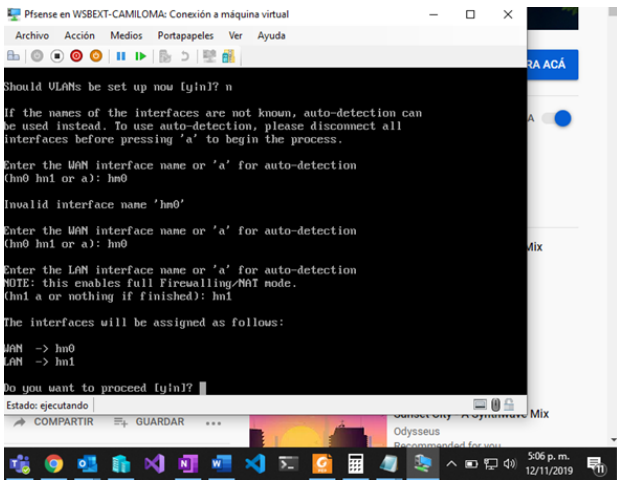 Pfsense en WSBEXT-CAMILOMA: Conexión a máquina virtual
Archivo Acción Medios Portapapeles Ver Ayuda
Should VLANs be set up now [y|n]? n
If the names of the interfaces are not known, auto-detection can
be used instead. To use auto-detection, please disconnect all
interfaces before pressing 'a' to begin the process.
Enter the WAN interface name or 'a' for auto-detection
(hn0 hn1 or a): hm0
Invalid interface name 'hm0'
Enter the WAN interface name or 'a' for auto-detection
(hn0 hn1 or a): hn0
Enter the LAN interface name or 'a' for auto-detection
NOTE: this enables full Firewalling/NAT mode.
(hn1 a or nothing if finished): hn1
The interfaces will be assigned as follows:
WAN -> hn0
LAN -> hn1
Do you want to proceed [y|n]?
Estado: ejecutando
RA ACÁ
A
Mix
COMPARTIR GUARDAR ...
Sunset City - A Synthwave Mix
Odysseus
Recommended for you
5:06 p. m.
12/11/2019
11